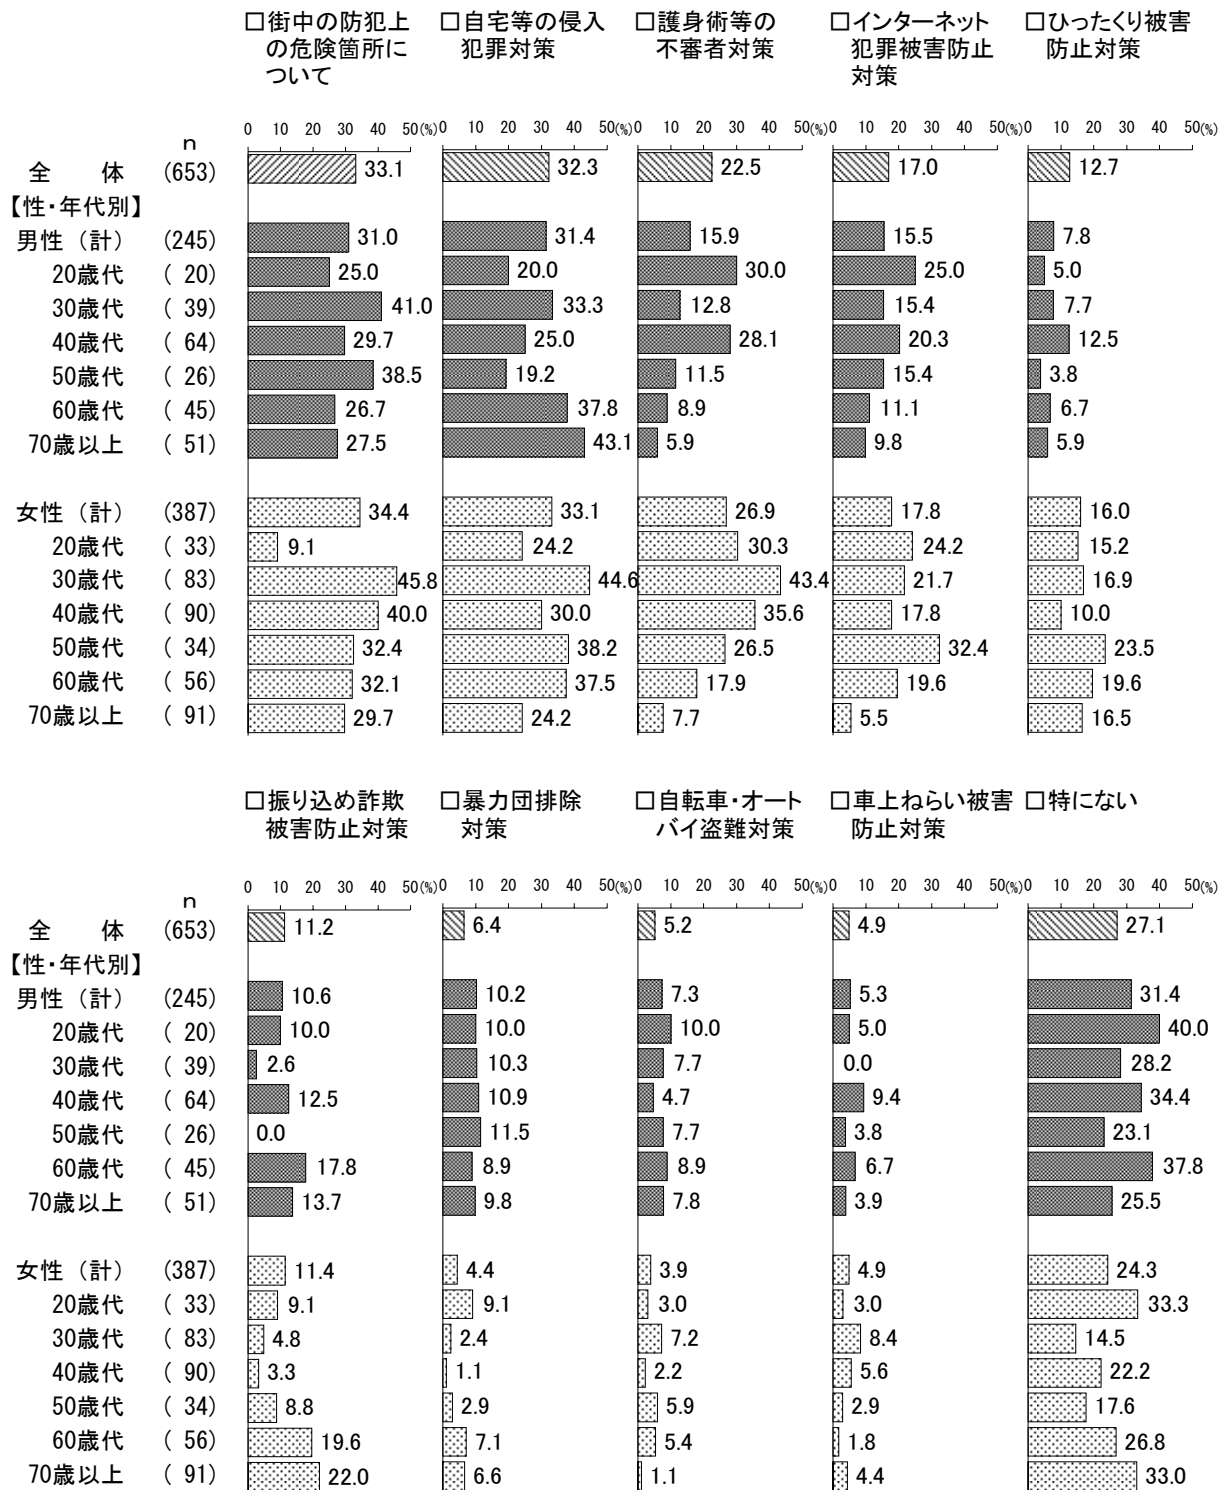 □街中の防犯上の危険箇所について □自宅等の侵入犯罪対策 □護身術等の不審者対策 □インターネット犯罪被害防止対策 □ひったくり被害防止対策
0 10 20 30 40 50(%) 0 10 20 30 40 50(%) 0 10 20 30 40 50(%) 0 10 20 30 40 50(%) 0 10 20 30 40 50(%)
n
全 体 (653) 33.1 32.3 22.5 17.0 12.7
【性・年代別】
男性（計） (245) 31.0 31.4 15.9 15.5 7.8
20歳代 ( 20) 25.0 20.0 30.0 25.0 5.0
30歳代 ( 39) 41.0 33.3 12.8 15.4 7.7
40歳代 ( 64) 29.7 25.0 28.1 20.3 12.5
50歳代 ( 26) 38.5 19.2 11.5 15.4 3.8
60歳代 ( 45) 26.7 37.8 8.9 11.1 6.7
70歳以上 ( 51) 27.5 43.1 5.9 9.8 5.9
女性（計） (387) 34.4 33.1 26.9 17.8 16.0
20歳代 ( 33) 9.1 24.2 30.3 24.2 15.2
30歳代 ( 83) 45.8 44.6 43.4 21.7 16.9
40歳代 ( 90) 40.0 30.0 35.6 17.8 10.0
50歳代 ( 34) 32.4 38.2 26.5 32.4 23.5
60歳代 ( 56) 32.1 37.5 17.9 19.6 19.6
70歳以上 ( 91) 29.7 24.2 7.7 5.5 16.5
□振り込め詐欺被害防止対策 □暴力団排除対策 □自転車・オートバイ盗難対策 □車上ねらい被害防止対策 □特にない
0 10 20 30 40 50(%) 0 10 20 30 40 50(%) 0 10 20 30 40 50(%) 0 10 20 30 40 50(%) 0 10 20 30 40 50(%)
n
全 体 (653) 11.2 6.4 5.2 4.9 27.1
【性・年代別】
男性（計） (245) 10.6 10.2 7.3 5.3 31.4
20歳代 ( 20) 10.0 10.0 10.0 5.0 40.0
30歳代 ( 39) 2.6 10.3 7.7 0.0 28.2
40歳代 ( 64) 12.5 10.9 4.7 9.4 34.4
50歳代 ( 26) 0.0 11.5 7.7 3.8 23.1
60歳代 ( 45) 17.8 8.9 8.9 6.7 37.8
70歳以上 ( 51) 13.7 9.8 7.8 3.9 25.5
女性（計） (387) 11.4 4.4 3.9 4.9 24.3
20歳代 ( 33) 9.1 9.1 3.0 3.0 33.3
30歳代 ( 83) 4.8 2.4 7.2 8.4 14.5
40歳代 ( 90) 3.3 1.1 2.2 5.6 22.2
50歳代 ( 34) 8.8 2.9 5.9 2.9 17.6
60歳代 ( 56) 19.6 7.1 5.4 1.8 26.8
70歳以上 ( 91) 22.0 6.6 1.1 4.4 33.0